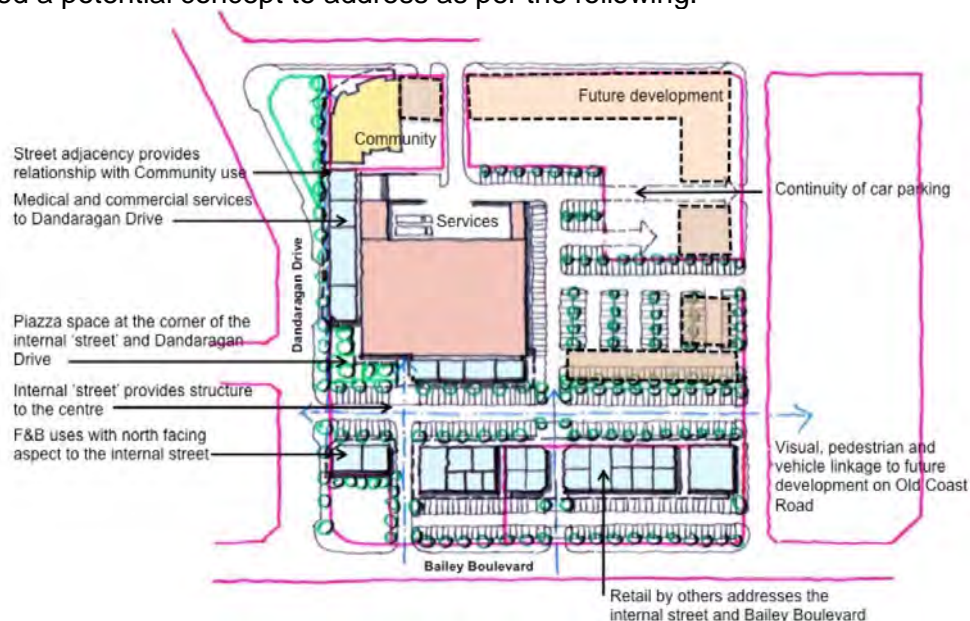 ed a potential concept to address as per the following.
Future development
Community
Street adjacency provides
relationship with Community use
Medical and commercial services
to Dandaragan Drive
Continuity of car parking
Services
Dandaragan Drive
Piazza space at the corner of the
internal ‘street’ and Dandaragan
Drive
Internal ‘street’ provides structure
to the centre
F&B uses with north facing
aspect to the internal street
Visual, pedestrian and
vehicle linkage to future
development on Old Coast
Road
Bailey Boulevard
Retail by others addresses the
internal street and Bailey Boulevard